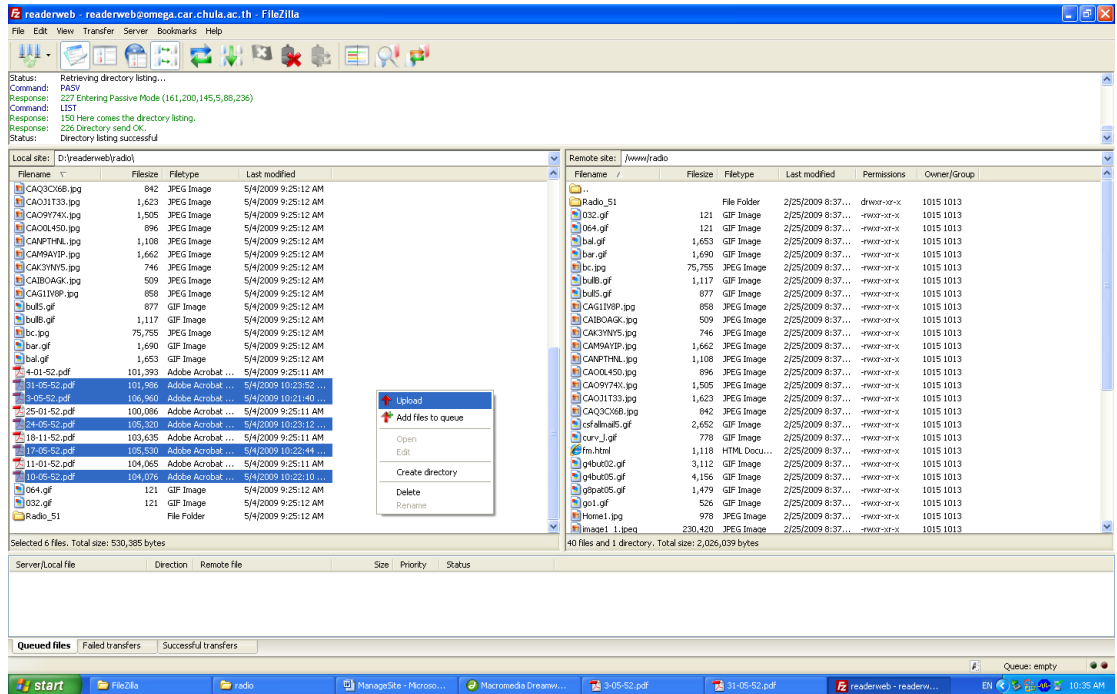 readerweb - readerweb@omega.car.chula.ac.th - FileZilla
File Edit View Transfer Server Bookmarks Help
Status: Retrieving directory listing...
Command: PASV
Response: 227 Entering Passive Mode (161,200,145,5,88,236)
Command: LIST
Response: 150 Here comes the directory listing.
Response: 226 Directory send OK.
Status: Directory listing successful
Local site: D:\readerweb\radio\
Filename Filesize Filetype Last modified
CAQ3CX6B.jpg 842 JPEG Image 5/4/2009 9:25:12 AM
CAOJ1T33.jpg 1,623 JPEG Image 5/4/2009 9:25:12 AM
CAO9Y74X.jpg 1,505 JPEG Image 5/4/2009 9:25:12 AM
CAO0L4S0.jpg 896 JPEG Image 5/4/2009 9:25:12 AM
CANPTHNL.jpg 1,108 JPEG Image 5/4/2009 9:25:12 AM
CAM9AYIP.jpg 1,662 JPEG Image 5/4/2009 9:25:12 AM
CAK3YNY5.jpg 746 JPEG Image 5/4/2009 9:25:12 AM
CAIBOAGK.jpg 509 JPEG Image 5/4/2009 9:25:12 AM
CAG1IV8P.jpg 858 JPEG Image 5/4/2009 9:25:12 AM
bullS.gif 877 GIF Image 5/4/2009 9:25:12 AM
bullB.gif 1,117 GIF Image 5/4/2009 9:25:12 AM
bc.jpg 75,755 JPEG Image 5/4/2009 9:25:12 AM
bar.gif 1,690 GIF Image 5/4/2009 9:25:12 AM
bal.gif 1,653 GIF Image 5/4/2009 9:25:12 AM
4-01-52.pdf 101,393 Adobe Acrobat ... 5/4/2009 9:25:11 AM
31-05-52.pdf 101,986 Adobe Acrobat ... 5/4/2009 10:23:52 ...
3-05-52.pdf 106,960 Adobe Acrobat ... 5/4/2009 10:21:40 ...
25-01-52.pdf 100,086 Adobe Acrobat ... 5/4/2009 9:25:11 AM
24-05-52.pdf 105,320 Adobe Acrobat ... 5/4/2009 10:23:12 ...
18-11-52.pdf 103,635 Adobe Acrobat ... 5/4/2009 9:25:11 AM
17-05-52.pdf 105,530 Adobe Acrobat ... 5/4/2009 10:22:44 ...
11-01-52.pdf 104,065 Adobe Acrobat ... 5/4/2009 9:25:11 AM
10-05-52.pdf 104,076 Adobe Acrobat ... 5/4/2009 10:22:10 ...
064.gif 121 GIF Image 5/4/2009 9:25:12 AM
032.gif 121 GIF Image 5/4/2009 9:25:12 AM
Radio_51 File Folder 5/4/2009 9:25:12 AM
Selected 6 files. Total size: 530,385 bytes
Upload
Add files to queue
Open
Edit
Create directory
Delete
Rename
Remote site: /www/radio
Filename Filesize Filetype Last modified Permissions Owner/Group
..
Radio_51 File Folder 2/25/2009 8:37... drwxr-xr-x 1015 1013
032.gif 121 GIF Image 2/25/2009 8:37... -rwxr-xr-x 1015 1013
064.gif 121 GIF Image 2/25/2009 8:37... -rwxr-xr-x 1015 1013
bal.gif 1,653 GIF Image 2/25/2009 8:37... -rwxr-xr-x 1015 1013
bar.gif 1,690 GIF Image 2/25/2009 8:37... -rwxr-xr-x 1015 1013
bc.jpg 75,755 JPEG Image 2/25/2009 8:37... -rwxr-xr-x 1015 1013
bullB.gif 1,117 GIF Image 2/25/2009 8:37... -rwxr-xr-x 1015 1013
bullS.gif 877 GIF Image 2/25/2009 8:37... -rwxr-xr-x 1015 1013
CAG1IV8P.jpg 858 JPEG Image 2/25/2009 8:37... -rwxr-xr-x 1015 1013
CAIBOAGK.jpg 509 JPEG Image 2/25/2009 8:37... -rwxr-xr-x 1015 1013
CAK3YNY5.jpg 746 JPEG Image 2/25/2009 8:37... -rwxr-xr-x 1015 1013
CAM9AYIP.jpg 1,662 JPEG Image 2/25/2009 8:37... -rwxr-xr-x 1015 1013
CANPTHNL.jpg 1,108 JPEG Image 2/25/2009 8:37... -rwxr-xr-x 1015 1013
CAO0L4S0.jpg 896 JPEG Image 2/25/2009 8:37... -rwxr-xr-x 1015 1013
CAO9Y74X.jpg 1,505 JPEG Image 2/25/2009 8:37... -rwxr-xr-x 1015 1013
CAOJ1T33.jpg 1,623 JPEG Image 2/25/2009 8:37... -rwxr-xr-x 1015 1013
CAQ3CX6B.jpg 842 JPEG Image 2/25/2009 8:37... -rwxr-xr-x 1015 1013
csfallmail5.gif 2,652 GIF Image 2/25/2009 8:37... -rwxr-xr-x 1015 1013
curv_l.gif 778 GIF Image 2/25/2009 8:37... -rwxr-xr-x 1015 1013
fm.html 1,118 HTML Docu... 2/25/2009 8:37... -rwxr-xr-x 1015 1013
g4but02.gif 3,112 GIF Image 2/25/2009 8:37... -rwxr-xr-x 1015 1013
g4but05.gif 4,156 GIF Image 2/25/2009 8:37... -rwxr-xr-x 1015 1013
g8pat05.gif 1,479 GIF Image 2/25/2009 8:37... -rwxr-xr-x 1015 1013
go1.gif 526 GIF Image 2/25/2009 8:37... -rwxr-xr-x 1015 1013
Home1.jpg 978 JPEG Image 2/25/2009 8:37... -rwxr-xr-x 1015 1013
image1_1.jpeg 230,420 JPEG Image 2/25/2009 8:37... -rwxr-xr-x 1015 1013
40 files and 1 directory. Total size: 2,026,039 bytes
Server/Local file Direction Remote file Size Priority Status
Queued files Failed transfers Successful transfers
Queue: empty
start FileZilla radio ManageSite - Microso... Macromedia Dreamw... 3-05-52.pdf 31-05-52.pdf readerweb - readerw... EN 10:35 AM